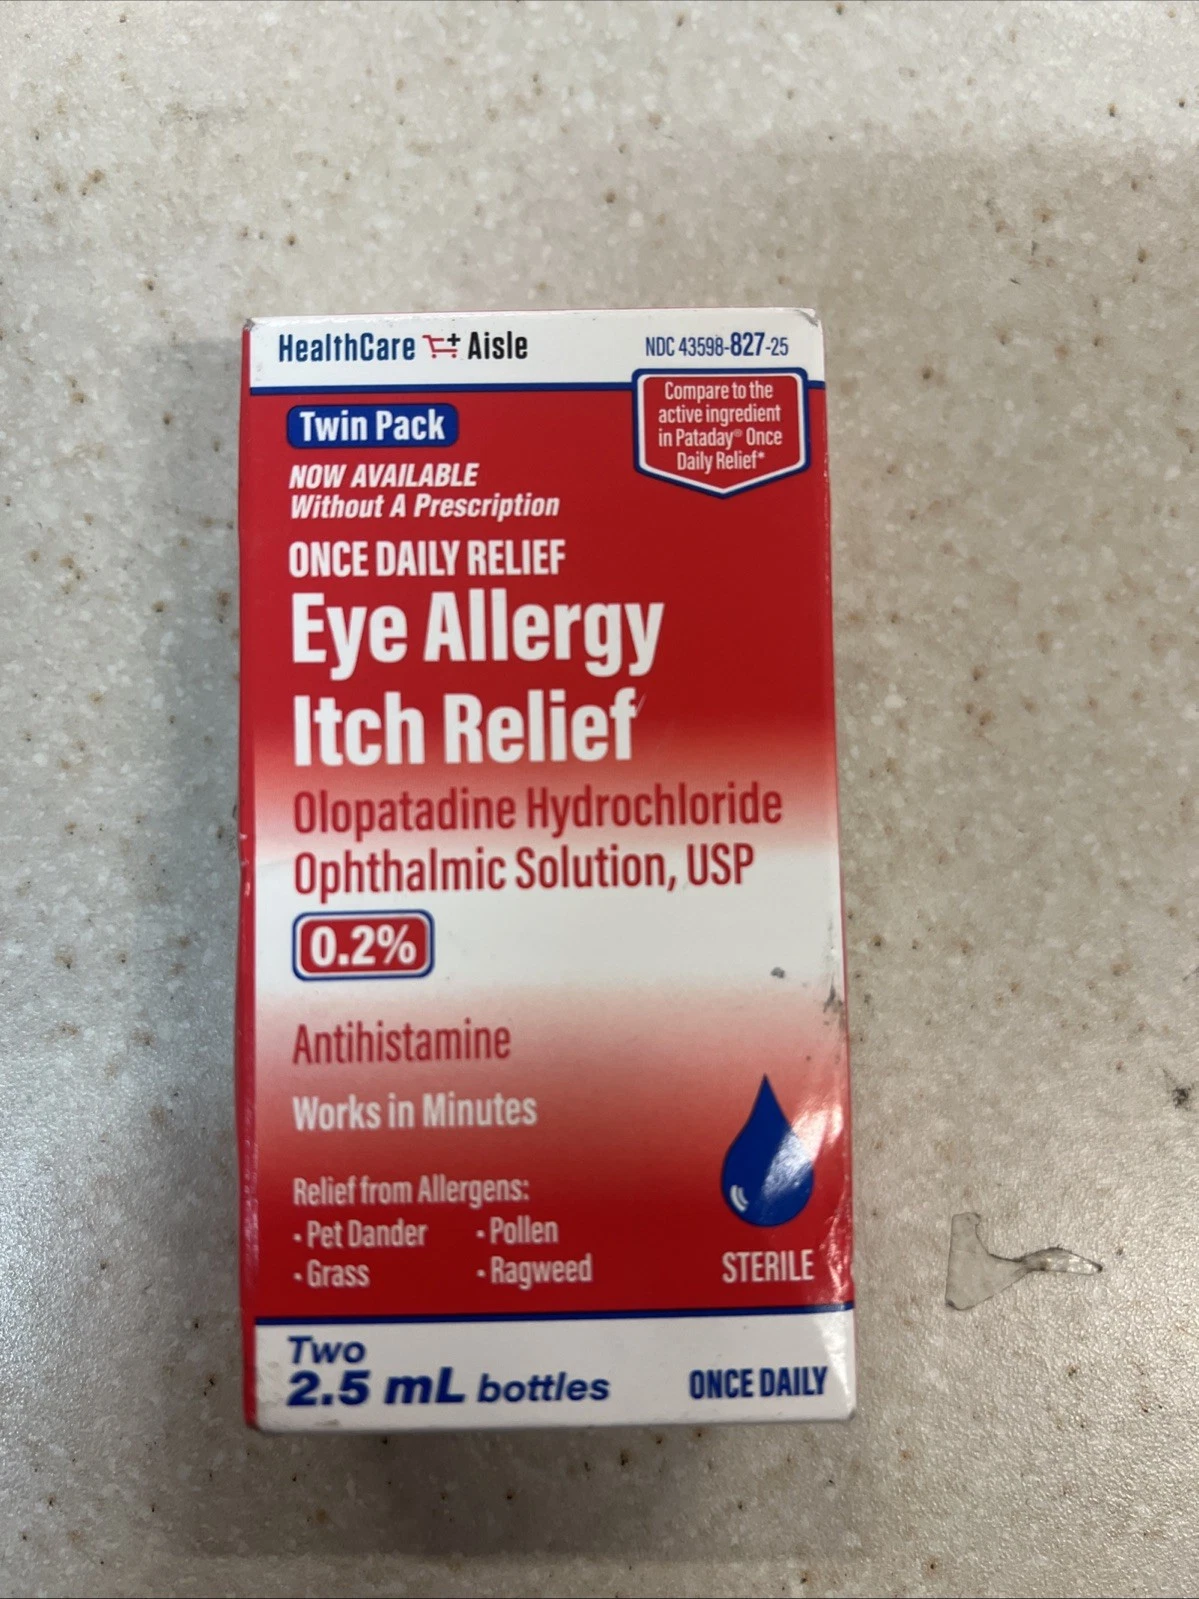 HealthCare Aisle
NDC 43598-827-25
Compare to the
active ingredient
in Pataday® Once
Daily Relief*
Twin Pack
NOW AVAILABLE
Without A Prescription
ONCE DAILY RELIEF
Eye Allergy
Itch Relief
Olopatadine Hydrochloride
Ophthalmic Solution, USP
0.2%
Antihistamine
Works in Minutes
Relief from Allergens:
• Pet Dander
• Pollen
• Grass
• Ragweed
STERILE
Two
2.5 mL bottles
ONCE DAILY